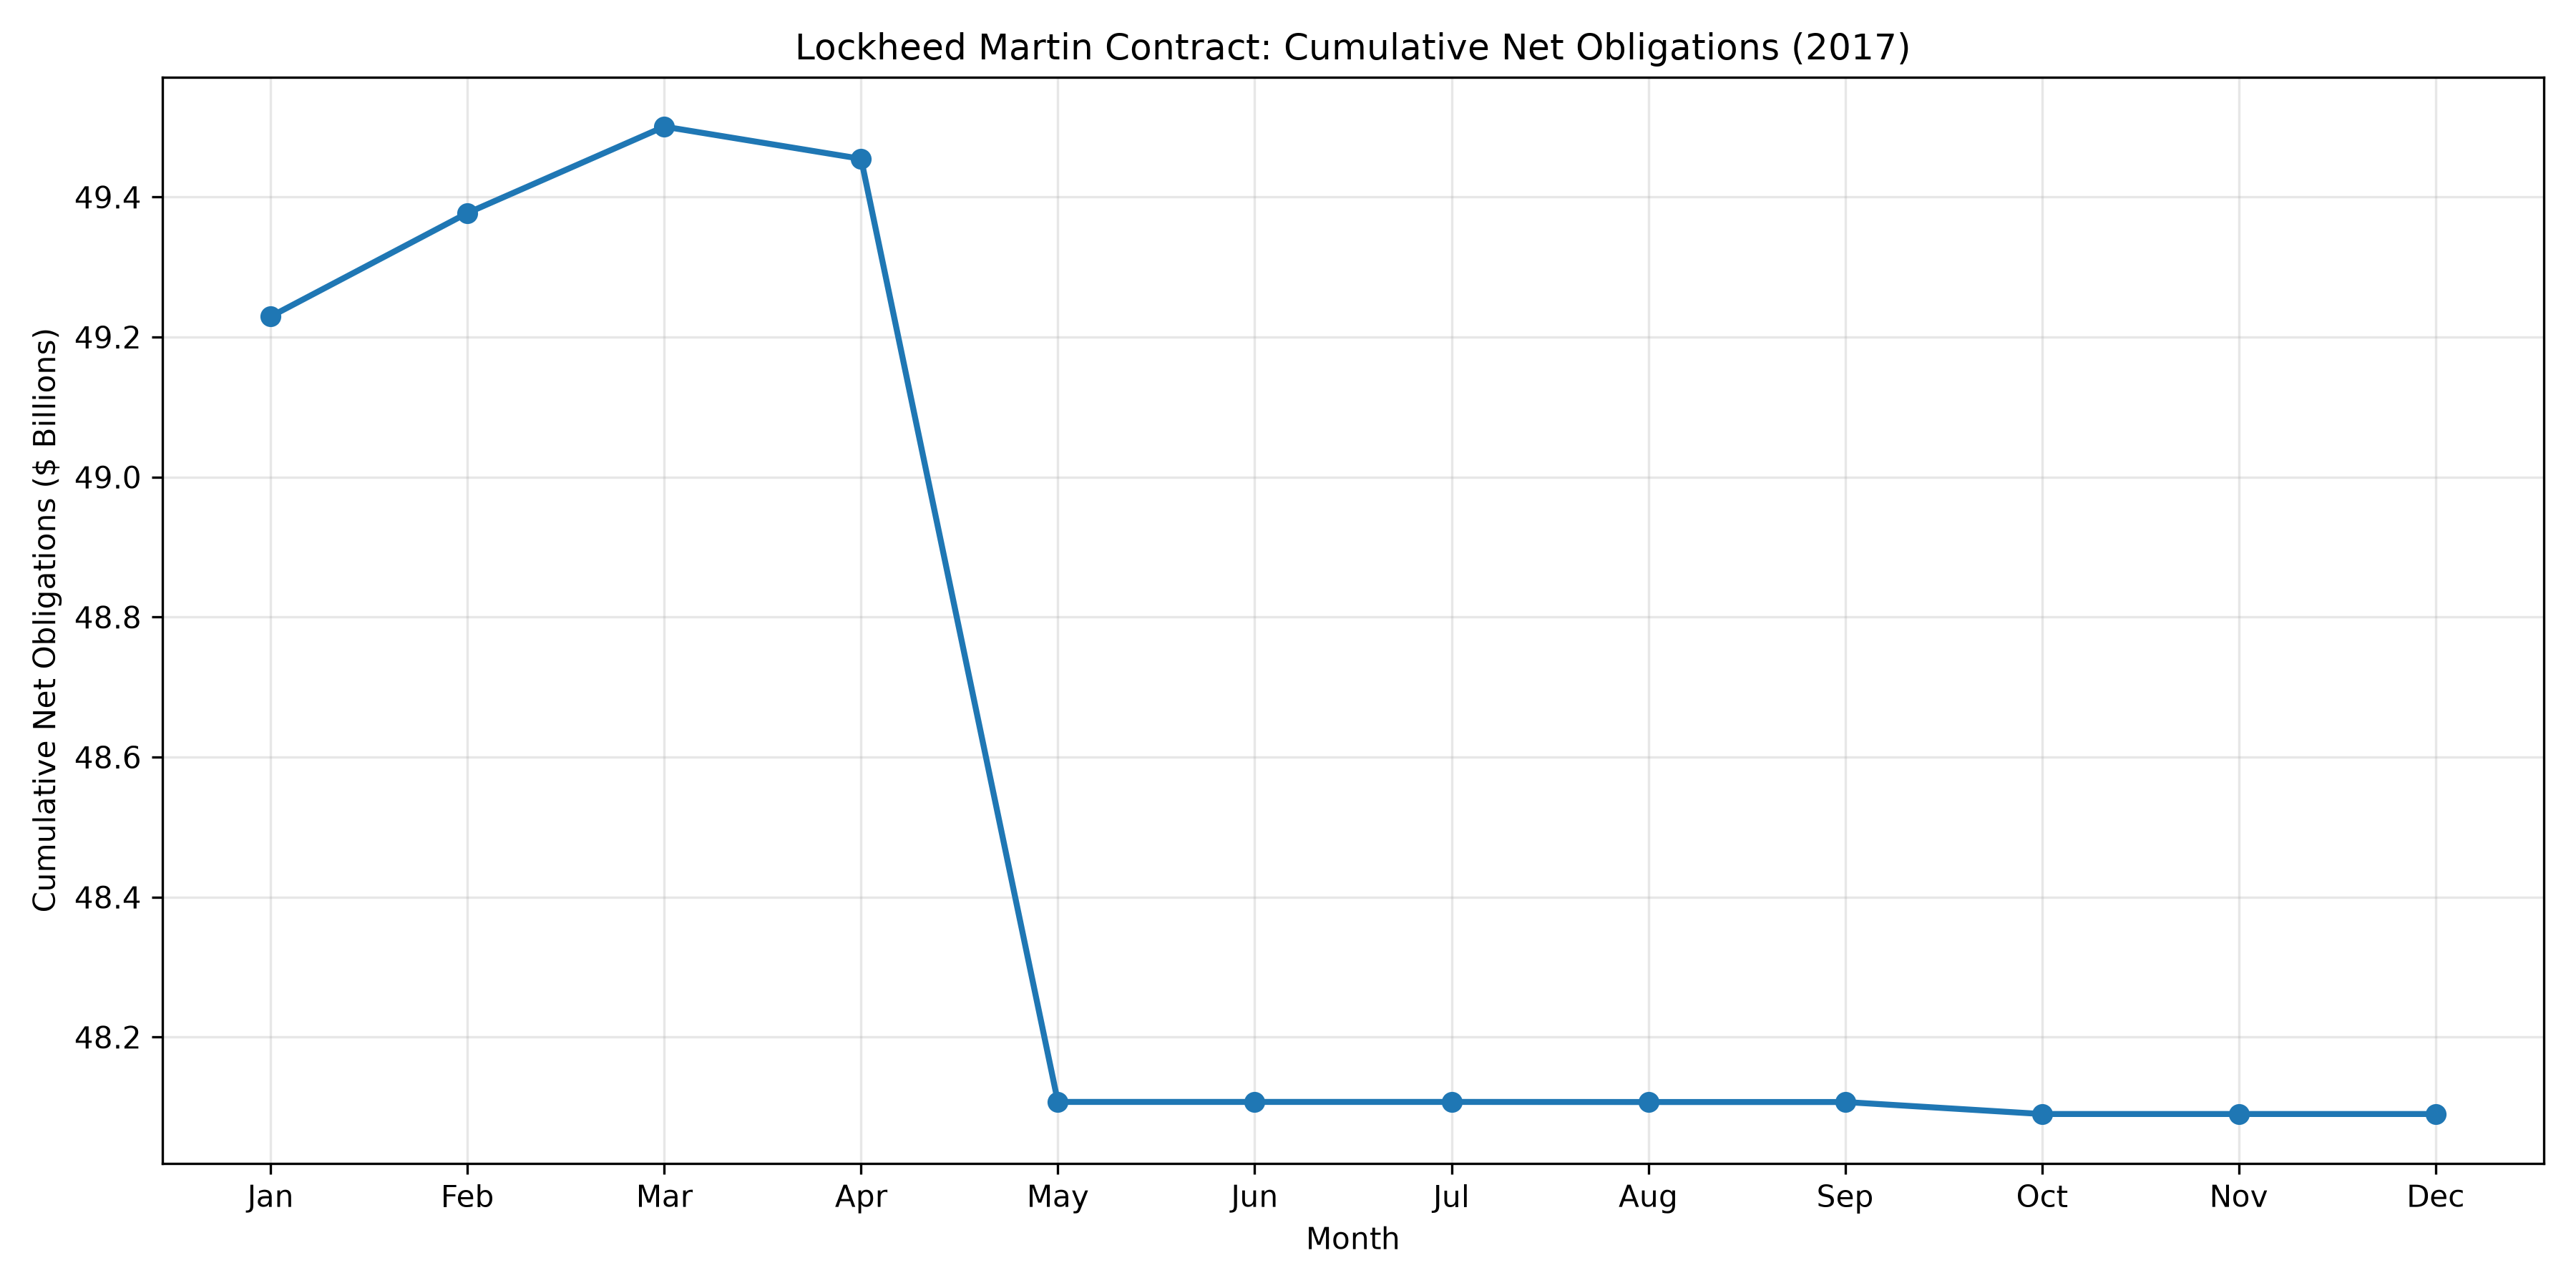 Lockheed Martin Contract: Cumulative Net Obligations (2017)
Cumulative Net Obligations ($ Billions)
49.4
49.2
49.0
48.8
48.6
48.4
48.2
Jan Feb Mar Apr May Jun Jul Aug Sep Oct Nov Dec
Month